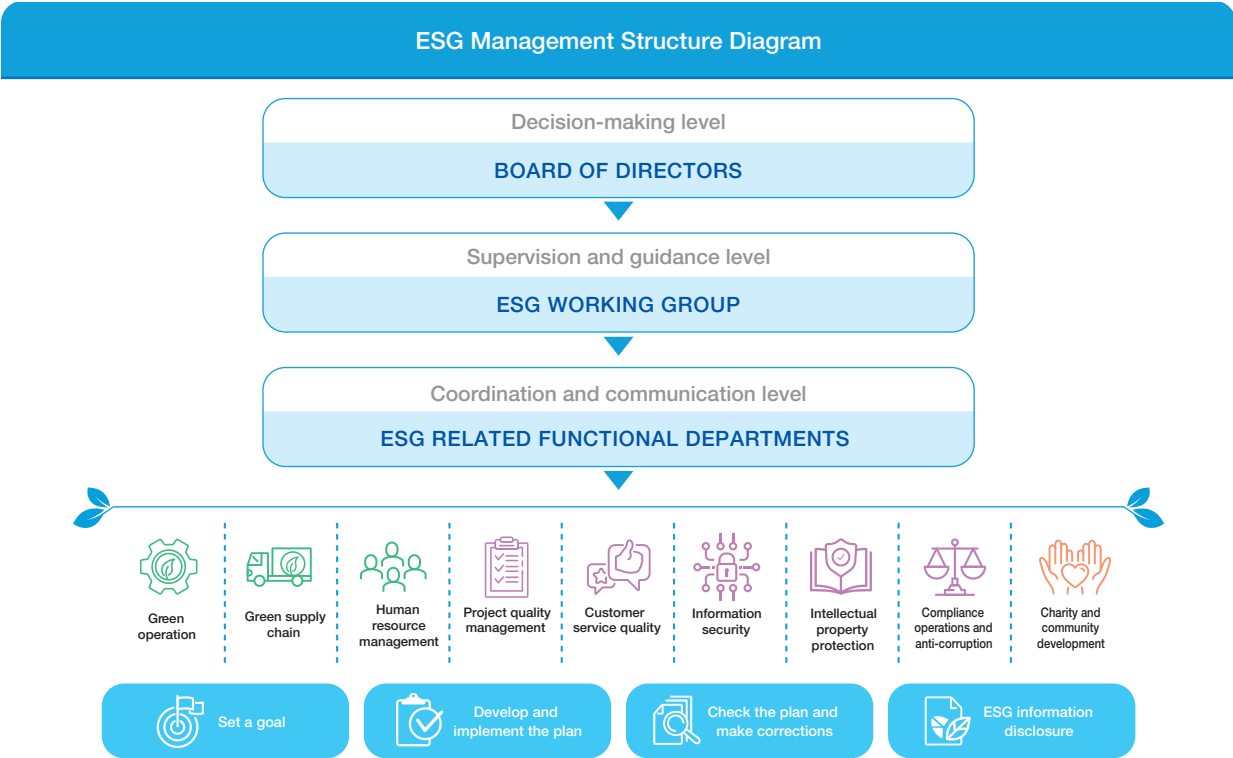 ESG Management Structure Diagram
Decision-making level
BOARD OF DIRECTORS
Supervision and guidance level
ESG WORKING GROUP
Coordination and communication level
ESG RELATED FUNCTIONAL DEPARTMENTS
Green
operation
Green supply
chain
Human
resource
management
Project quality
management
Customer
service quality
Information
security
Intellectual
property
protection
Compliance
operations and
anti-corruption
Charity and
community
development
Set a goal
Develop and
implement the plan
Check the plan and
make corrections
ESG information
disclosure